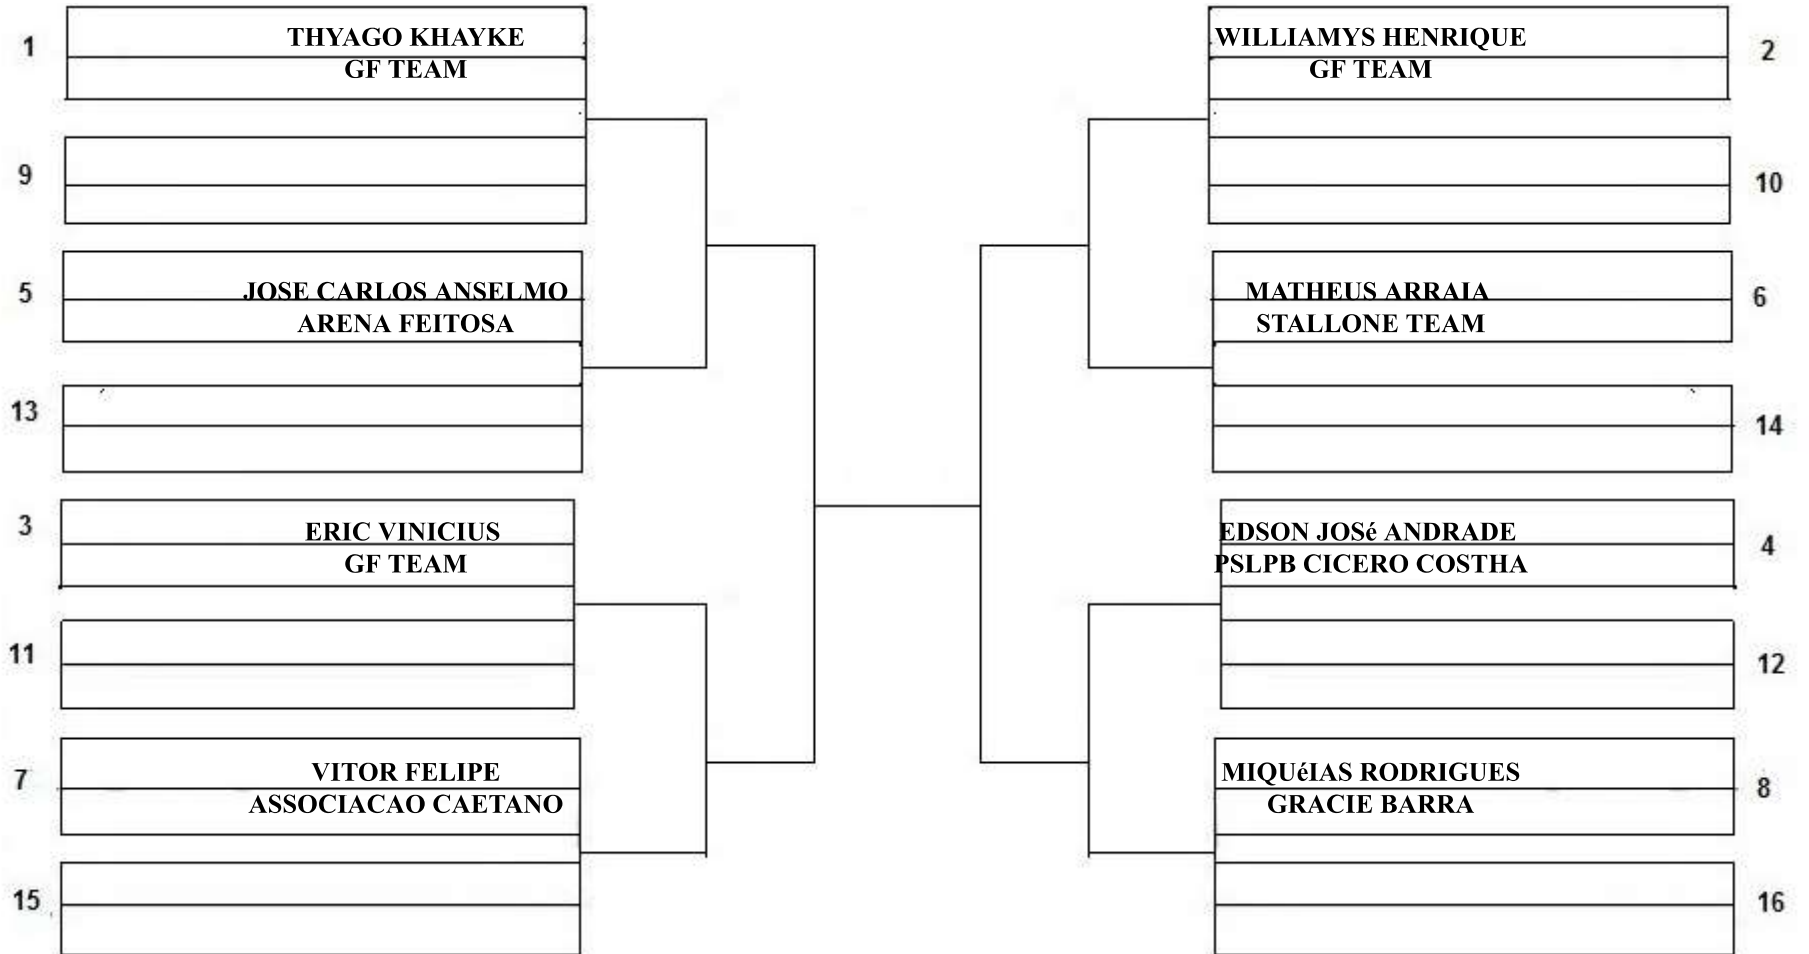 1
THYAGO KHAYKE
GF TEAM
9
5
JOSE CARLOS ANSELMO
ARENA FEITOSA
13
3
ERIC VINICIUS
GF TEAM
11
7
VITOR FELIPE
ASSOCIACAO CAETANO
15
WILLIAMYS HENRIQUE
GF TEAM
2
10
MATHEUS ARRAIA
STALLONE TEAM
6
14
EDSON JOSé ANDRADE
PSLPB CICERO COSTHA
4
12
MIQUéIAS RODRIGUES
GRACIE BARRA
8
16